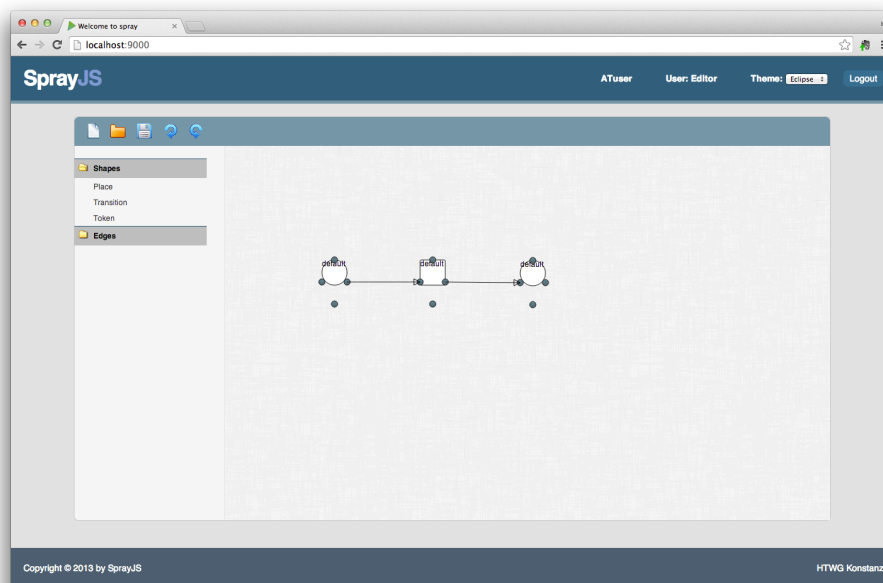 Welcome to spray
localhost:9000
SprayJS
ATuser User: Editor Theme: Eclipse Logout
Shapes
Place
Transition
Token
Edges
default default default
Copyright © 2013 by SprayJS
HTWG Konstanz